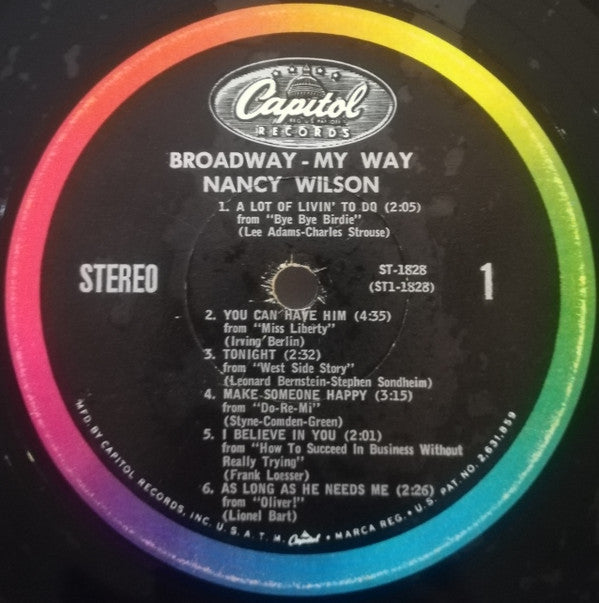 Capitol
RECORDS
BROADWAY - MY WAY
NANCY WILSON
1. A LOT OF LIVIN' TO DO (2:05)
from "Bye Bye Birdie"
(Lee Adams-Charles Strouse)
STEREO
ST-1828
(ST1-1828)
1
2. YOU CAN HAVE HIM (4:35)
from "Miss Liberty"
(Irving Berlin)
3. TONIGHT (2:32)
from "West Side Story"
(Leonard Bernstein-Stephen Sondheim)
4. MAKE SOMEONE HAPPY (3:15)
from "Do-Re-Mi"
(Styne-Comden-Green)
5. I BELIEVE IN YOU (2:01)
from "How To Succeed In Business Without
Really Trying"
(Frank Loesser)
6. AS LONG AS HE NEEDS ME (2:26)
from "Oliver!"
(Lionel Bart)
MFD. BY CAPITOL RECORDS, INC. U.S.A. T.M. Capitol • MARCA REG. • U.S. PAT. NO. 2,631,859